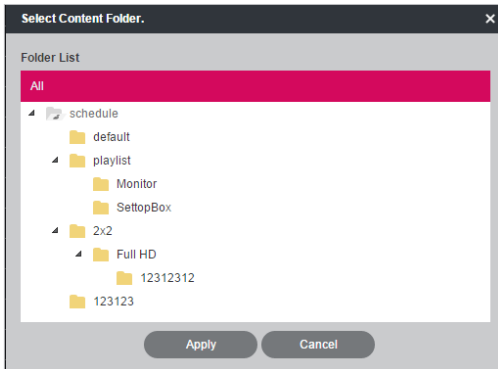 Select Content Folder.
Folder List
All
schedule
default
playlist
Monitor
SettopBox
2x2
Full HD
12312312
123123
Apply Cancel